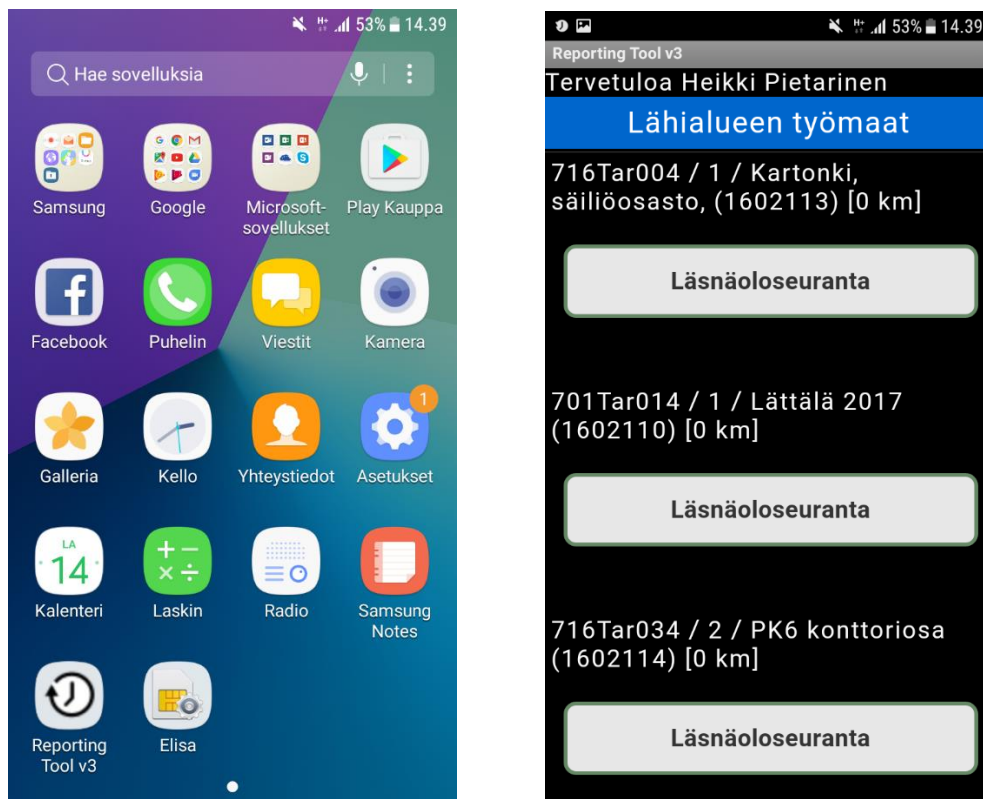 53% 14.39
Hae sovelluksia
Samsung
Google
Microsoft-
sovellukset
Play Kauppa
Facebook
Puhelin
Viestit
Kamera
1
Galleria
Kello
Yhteystiedot
Asetukset
LA
14
Kalenteri
Laskin
Radio
Samsung
Notes
Reporting
Tool v3
Elisa
H+ 53% 14.39
Reporting Tool v3
Tervetuloa Heikki Pietarinen
Lähialueen työmaat
716Tar004 / 1 / Kartonki,
säiliöosasto, (1602113) [0 km]
Läsnäoloseuranta
701Tar014 / 1 / Lättälä 2017
(1602110) [0 km]
Läsnäoloseuranta
716Tar034 / 2 / PK6 konttoriosa
(1602114) [0 km]
Läsnäoloseuranta